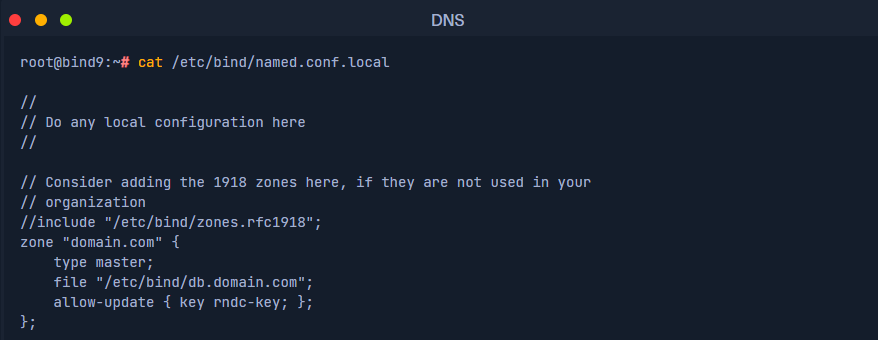 DNS
root@bind9:~# cat /etc/bind/named.conf.local
//
// Do any local configuration here
//
// Consider adding the 1918 zones here, if they are not used in your
// organization
//include "/etc/bind/zones.rfc1918";
zone "domain.com" {
    type master;
    file "/etc/bind/db.domain.com";
    allow-update { key rndc-key; };
};